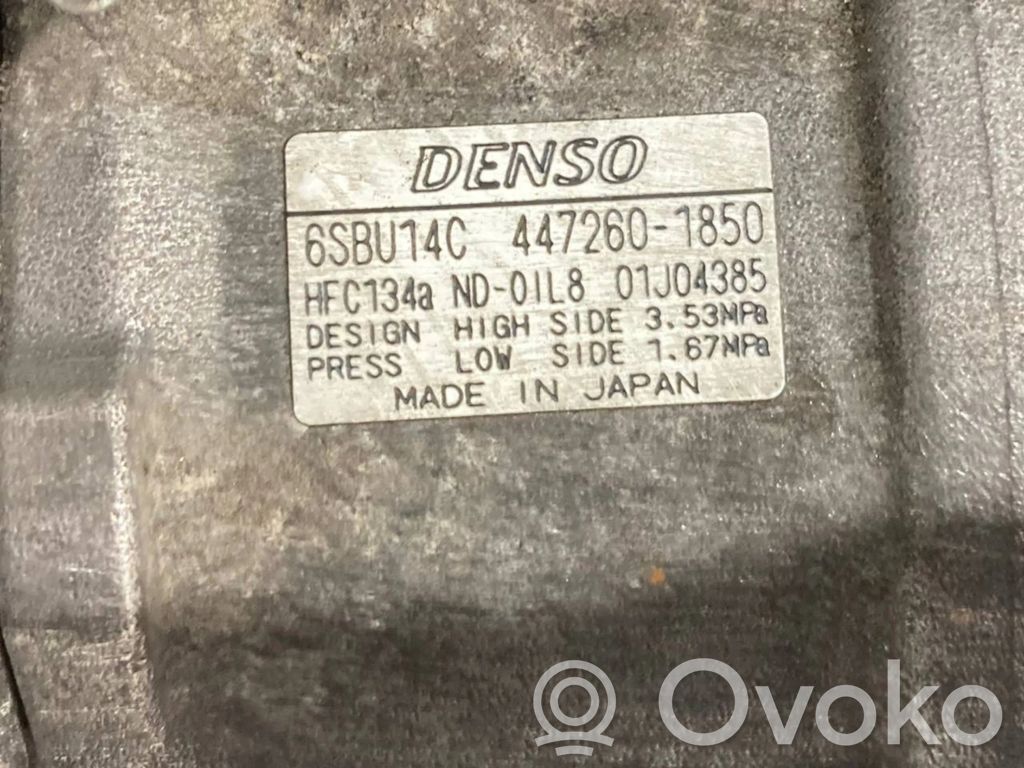 DENSO
6SBU14C 447260-1850
HFC134a ND-OIL8 01J04385
DESIGN HIGH SIDE 3.53MPa
PRESS LOW SIDE 1.67MPa
MADE IN JAPAN
Ovoko